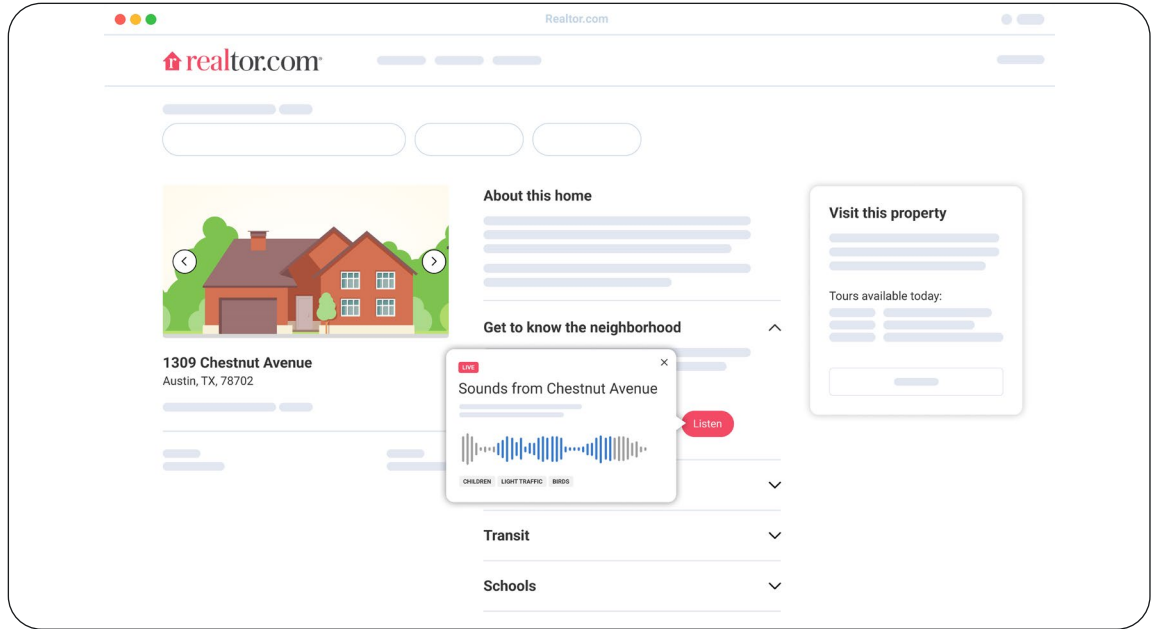 Realtor.com
realtor.com®
About this home
Visit this property
Tours available today:
Get to know the neighborhood
1309 Chestnut Avenue
Austin, TX, 78702
LIVE
Sounds from Chestnut Avenue
Listen
CHILDREN LIGHT TRAFFIC BIRDS
Transit
Schools